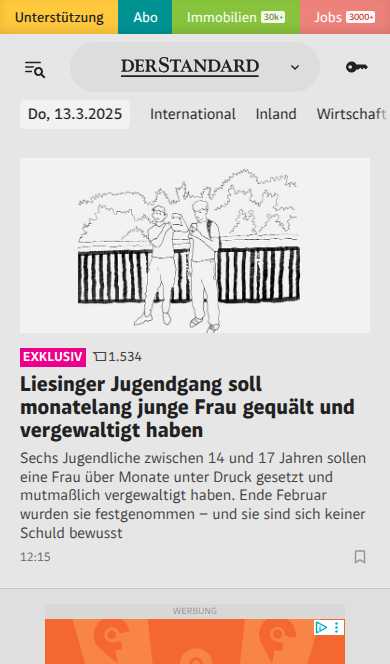 Unterstützung Abo Immobilien 30k+ Jobs 3000+
DERSTANDARD
Do, 13.3.2025 International Inland Wirtschaft
EXKLUSIV 1.534
Liesinger Jugendgang soll
monatelang junge Frau gequält und
vergewaltigt haben
Sechs Jugendliche zwischen 14 und 17 Jahren sollen
eine Frau über Monate unter Druck gesetzt und
mutmaßlich vergewaltigt haben. Ende Februar
wurden sie festgenommen – und sie sind sich keiner
Schuld bewusst
12:15
WERBUNG